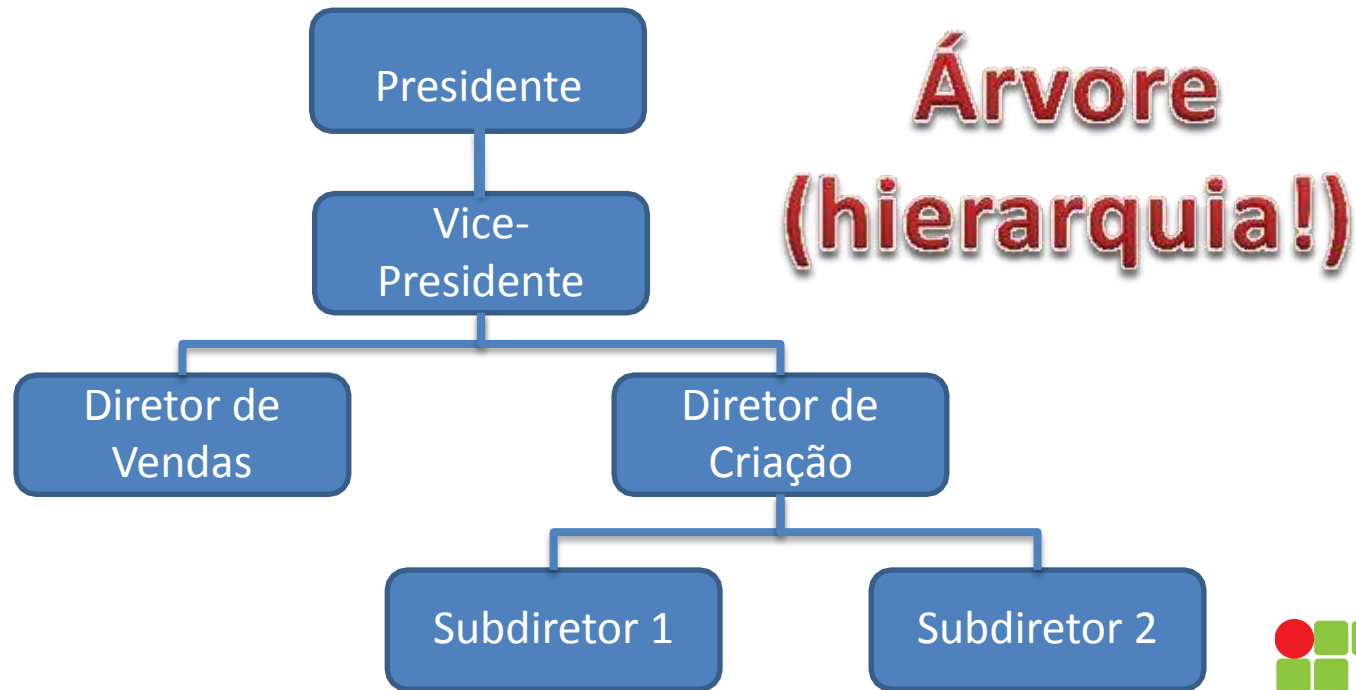 Presidente
Árvore
(hierarquia!)
Vice-
Presidente
Diretor de
Vendas
Diretor de
Criação
Subdiretor 1
Subdiretor 2